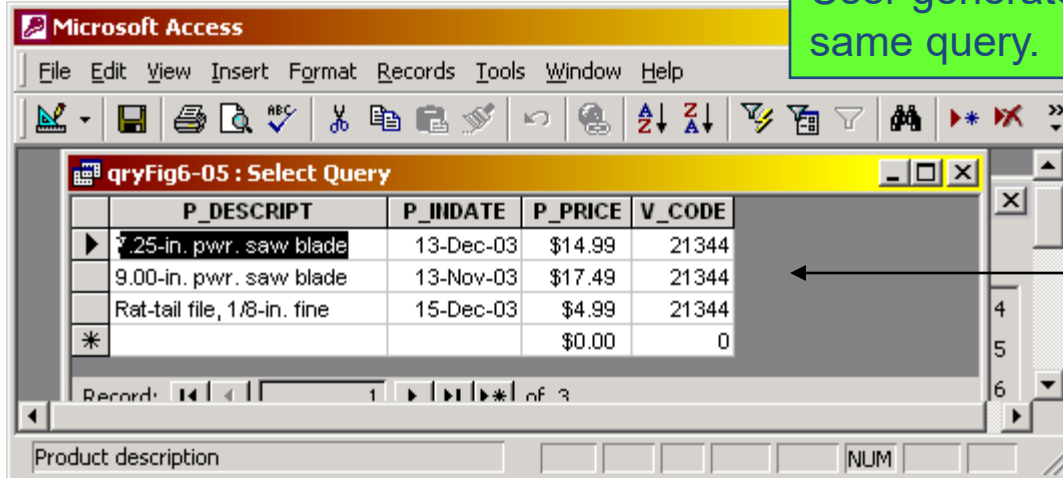 User generate
same query.
Microsoft Access
File Edit View Insert Format Records Tools Window Help
qryFig6-05 : Select Query
P_DESCRIPT P_INDATE P_PRICE V_CODE
7.25-in. pwr. saw blade 13-Dec-03 $14.99 21344
9.00-in. pwr. saw blade 13-Nov-03 $17.49 21344
Rat-tail file, 1/8-in. fine 15-Dec-03 $4.99 21344
$0.00 0
4
5
6
Record: 1 of 3
Product description NUM